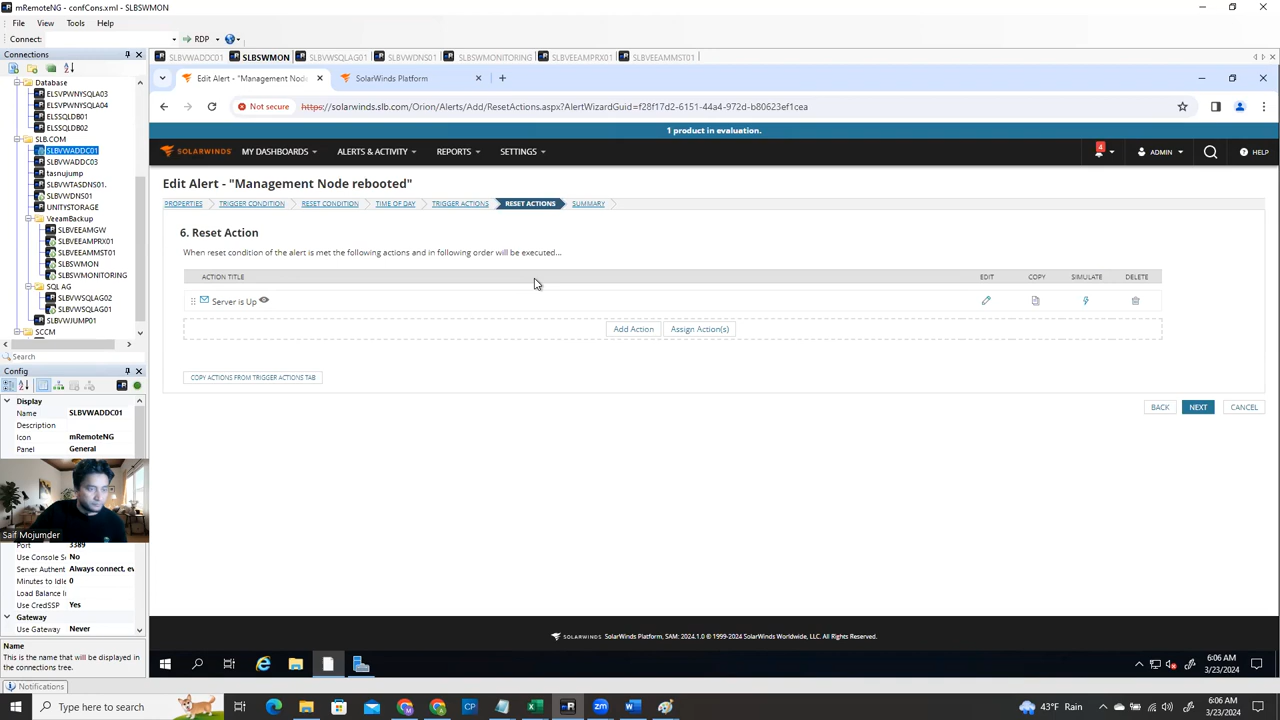 mRemoteNG - confCons.xml - SLBSWMON
File View Tools Help
Connect: RDP
Connections
Database
ELSVPWNYSQLA03
ELSVPWNYSQLA04
ELSSQLDB01
ELSSQLDB02
SLB.COM
SLBVWADDC01
SLBVWADDC03
tasnujump
SLBVWTASDNS01.
SLBVWDNS01
UNITYSTORAGE
VeeamBackup
SLBVEEAMGW
SLBVEEAMPRX01
SLBVEEAMMST01
SLBSWMON
SLBSWMONITORING
SQL AG
SLBVWSQLAG02
SLBVWSQLAG01
SLBVWJUMP01
SCCM
Search
Config
Display
Name SLBVWADDC01
Description
Icon mRemoteNG
Panel General
Saif Mojumder
Port 3389
Use Console S No
Server Authent Always connect, ev
Minutes to Idle 0
Load Balance I
Use CredSSP Yes
Gateway
Use Gateway Never
Name
This is the name that will be displayed in the connections tree.
Notifications
SLBVWADDC01 SLBSWMON SLBVWSQLAG01 SLBVWDNS01 SLBSWMONITORING SLBVEEAMPRX01 SLBVEEAMMST01
Edit Alert - "Management Node SolarWinds Platform
Not secure https://solarwinds.slb.com/Orion/Alerts/Add/ResetActions.aspx?AlertWizardGuid=f28f17d2-6151-44a4-972d-b80623ef1cea
1 product in evaluation.
SOLARWINDS MY DASHBOARDS ALERTS & ACTIVITY REPORTS SETTINGS 4 ADMIN HELP
Edit Alert - "Management Node rebooted"
PROPERTIES TRIGGER CONDITION RESET CONDITION TIME OF DAY TRIGGER ACTIONS RESET ACTIONS SUMMARY
6. Reset Action
When reset condition of the alert is met the following actions and in following order will be executed...
ACTION TITLE EDIT COPY SIMULATE DELETE
Server is Up
Add Action Assign Action(s)
COPY ACTIONS FROM TRIGGER ACTIONS TAB
BACK NEXT CANCEL
SOLARWINDS SolarWinds Platform, SAM: 2024.1.0 © 1999-2024 SolarWinds Worldwide, LLC. All Rights Reserved.
6:06 AM
3/23/2024
Type here to search
43°F Rain
6:06 AM
3/23/2024